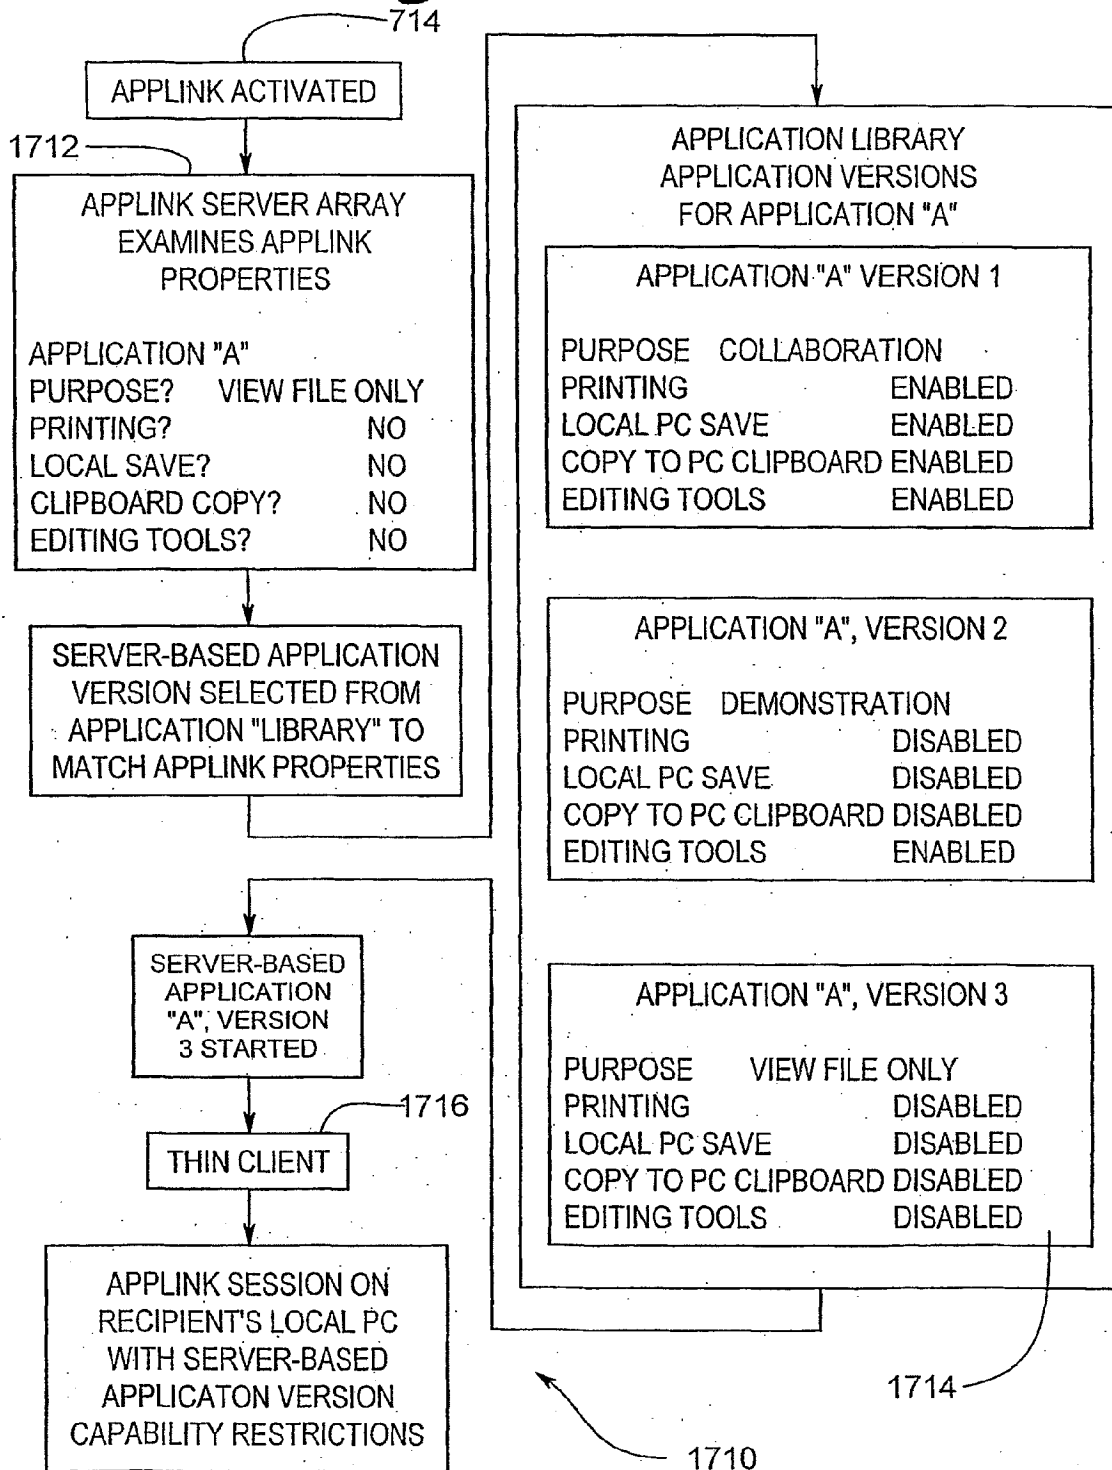 714
APPLINK ACTIVATED
1712
APPLINK SERVER ARRAY
EXAMINES APPLINK
PROPERTIES
APPLICATION "A"
PURPOSE? VIEW FILE ONLY
PRINTING? NO
LOCAL SAVE? NO
CLIPBOARD COPY? NO
EDITING TOOLS? NO
SERVER-BASED APPLICATION
VERSION SELECTED FROM
APPLICATION "LIBRARY" TO
MATCH APPLINK PROPERTIES
APPLICATION LIBRARY
APPLICATION VERSIONS
FOR APPLICATION "A"
APPLICATION "A" VERSION 1
PURPOSE COLLABORATION
PRINTING ENABLED
LOCAL PC SAVE ENABLED
COPY TO PC CLIPBOARD ENABLED
EDITING TOOLS ENABLED
APPLICATION "A", VERSION 2
PURPOSE DEMONSTRATION
PRINTING DISABLED
LOCAL PC SAVE DISABLED
COPY TO PC CLIPBOARD DISABLED
EDITING TOOLS ENABLED
APPLICATION "A", VERSION 3
PURPOSE VIEW FILE ONLY
PRINTING DISABLED
LOCAL PC SAVE DISABLED
COPY TO PC CLIPBOARD DISABLED
EDITING TOOLS DISABLED
1714
SERVER-BASED
APPLICATION
"A", VERSION
3 STARTED
1716
THIN CLIENT
APPLINK SESSION ON
RECIPIENT'S LOCAL PC
WITH SERVER-BASED
APPLICATON VERSION
CAPABILITY RESTRICTIONS
1710